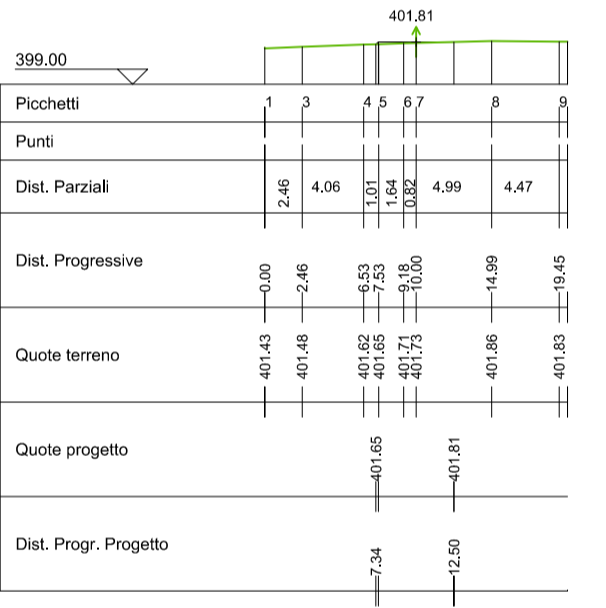 401.81
399.00
Picchetti 1 3 4 5 6 7 8 9
Punti
Dist. Parziali 2.46 4.06 1.01 1.64 0.82 4.99 4.47
Dist. Progressive 0.00 2.46 6.53 7.53 9.18 10.00 14.99 19.45
Quote terreno 401.43 401.48 401.62 401.65 401.71 401.73 401.86 401.83
Quote progetto 401.65 401.81
Dist. Progr. Progetto 7.34 12.50